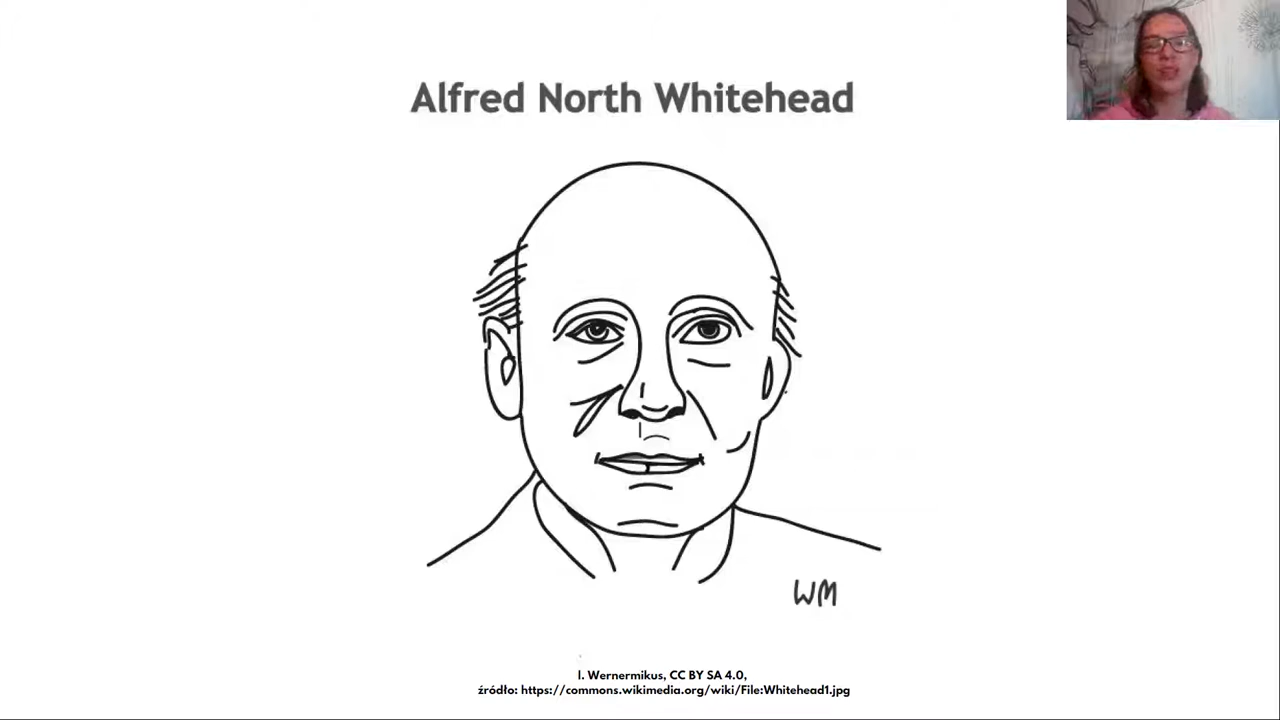 Alfred North Whitehead
WM
I. Wernermikus, CC BY SA 4.0,
źródło: https://commons.wikimedia.org/wiki/File:Whitehead1.jpg